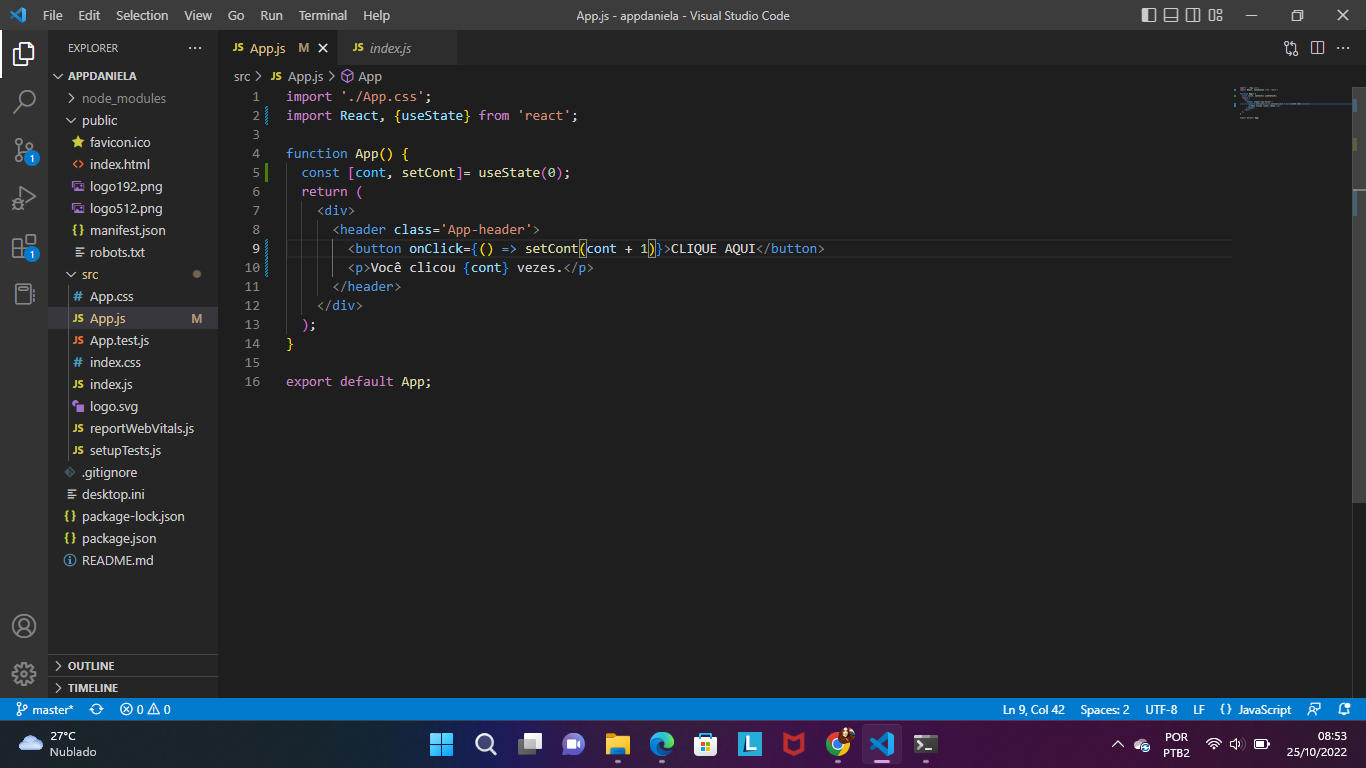 File Edit Selection View Go Run Terminal Help App.js - appdaniela - Visual Studio Code
EXPLORER
APPDANIELA
node_modules
public
favicon.ico
index.html
logo192.png
logo512.png
manifest.json
robots.txt
src
App.css
App.js M
App.test.js
index.css
index.js
logo.svg
reportWebVitals.js
setupTests.js
.gitignore
desktop.ini
package-lock.json
package.json
README.md
OUTLINE
TIMELINE
1
1
JS App.js M JS index.js
src > JS App.js > App
1 import './App.css';
2 import React, {useState} from 'react';
3
4 function App() {
5 const [cont, setCont]= useState(0);
6 return (
7 <div>
8 <header class='App-header'>
9 <button onClick={() => setCont(cont + 1)}>CLIQUE AQUI</button>
10 <p>Você clicou {cont} vezes.</p>
11 </header>
12 </div>
13 );
14 }
15
16 export default App;
master* 0 0 Ln 9, Col 42 Spaces: 2 UTF-8 LF {} JavaScript
27°C
Nublado
L
POR
PTB2
08:53
25/10/2022